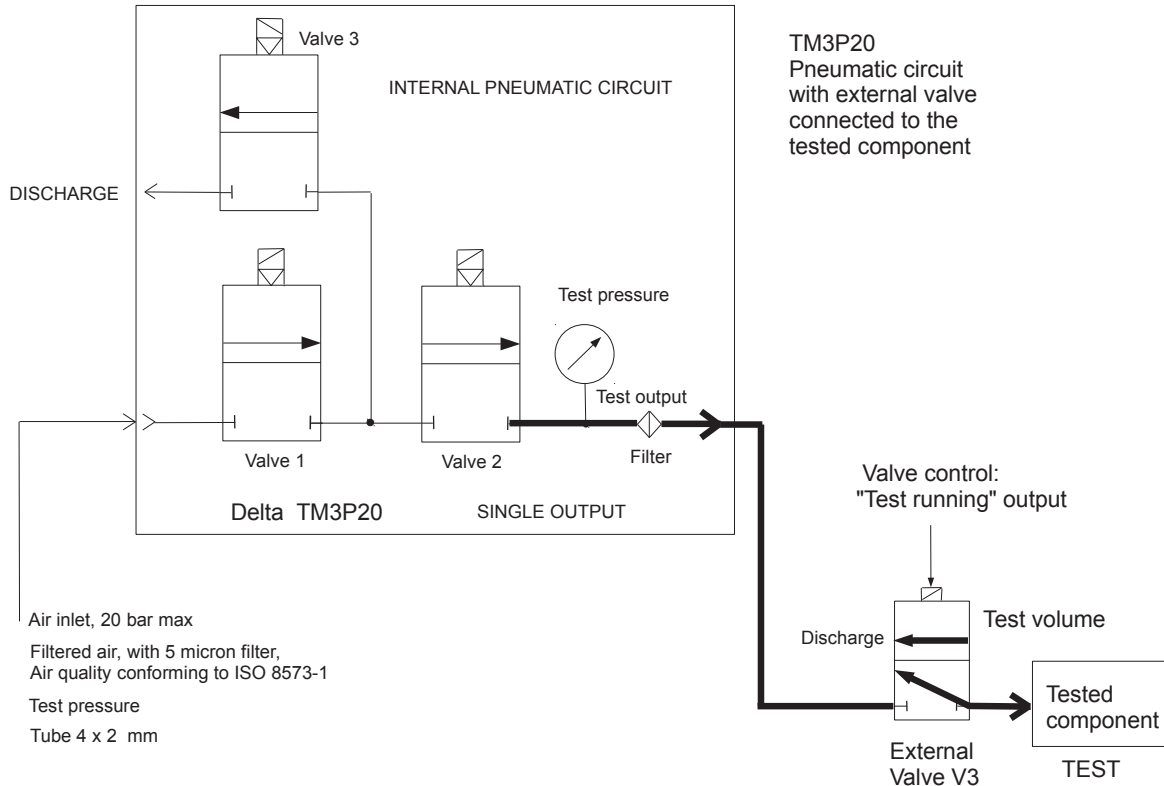 Valve 3
INTERNAL PNEUMATIC CIRCUIT
TM3P20
Pneumatic circuit
with external valve
connected to the
tested component
DISCHARGE
Test pressure
Test output
Valve 1
Valve 2
Filter
Delta TM3P20
SINGLE OUTPUT
Valve control:
"Test running" output
Air inlet, 20 bar max
Filtered air, with 5 micron filter,
Air quality conforming to ISO 8573-1
Test pressure
Tube 4 x 2 mm
Discharge
Test volume
Tested
component
External
Valve V3
TEST